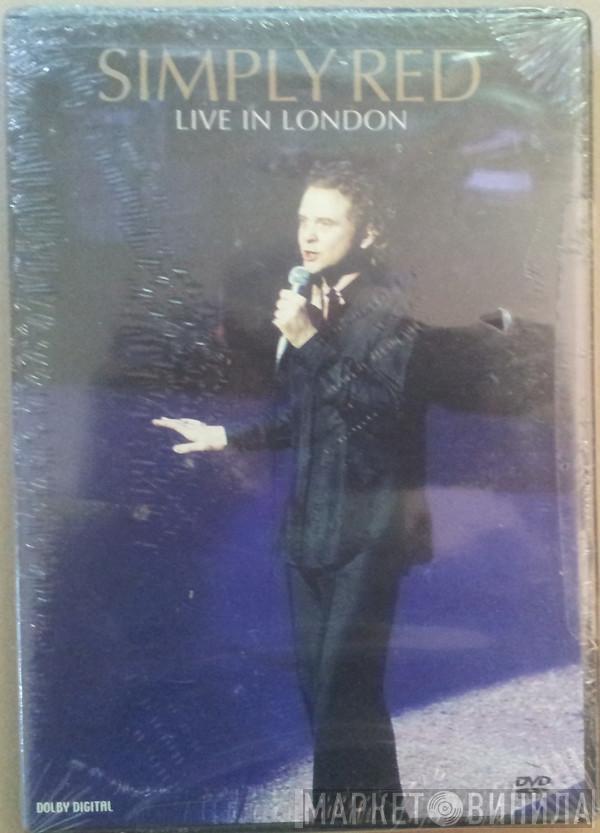 SIMPLY RED
LIVE IN LONDON
DOLBY DIGITAL
DVD
МАРКЕТ ВИНИЛА